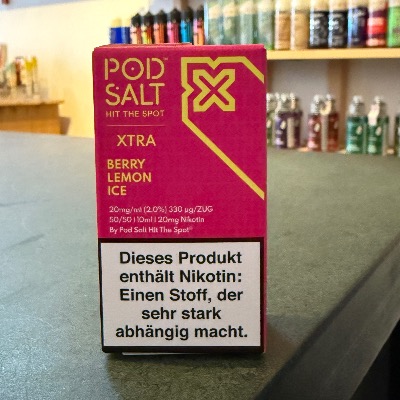 POD
SALT
HIT THE SPOT
XTRA
BERRY
LEMON
ICE
20mg/ml (2.0%) 330 µg/ZUG
50/50 | 10ml | 20mg Nikotin
By Pod Salt Hit The Spot®
Dieses Produkt
enthält Nikotin:
Einen Stoff, der
sehr stark
abhängig macht.